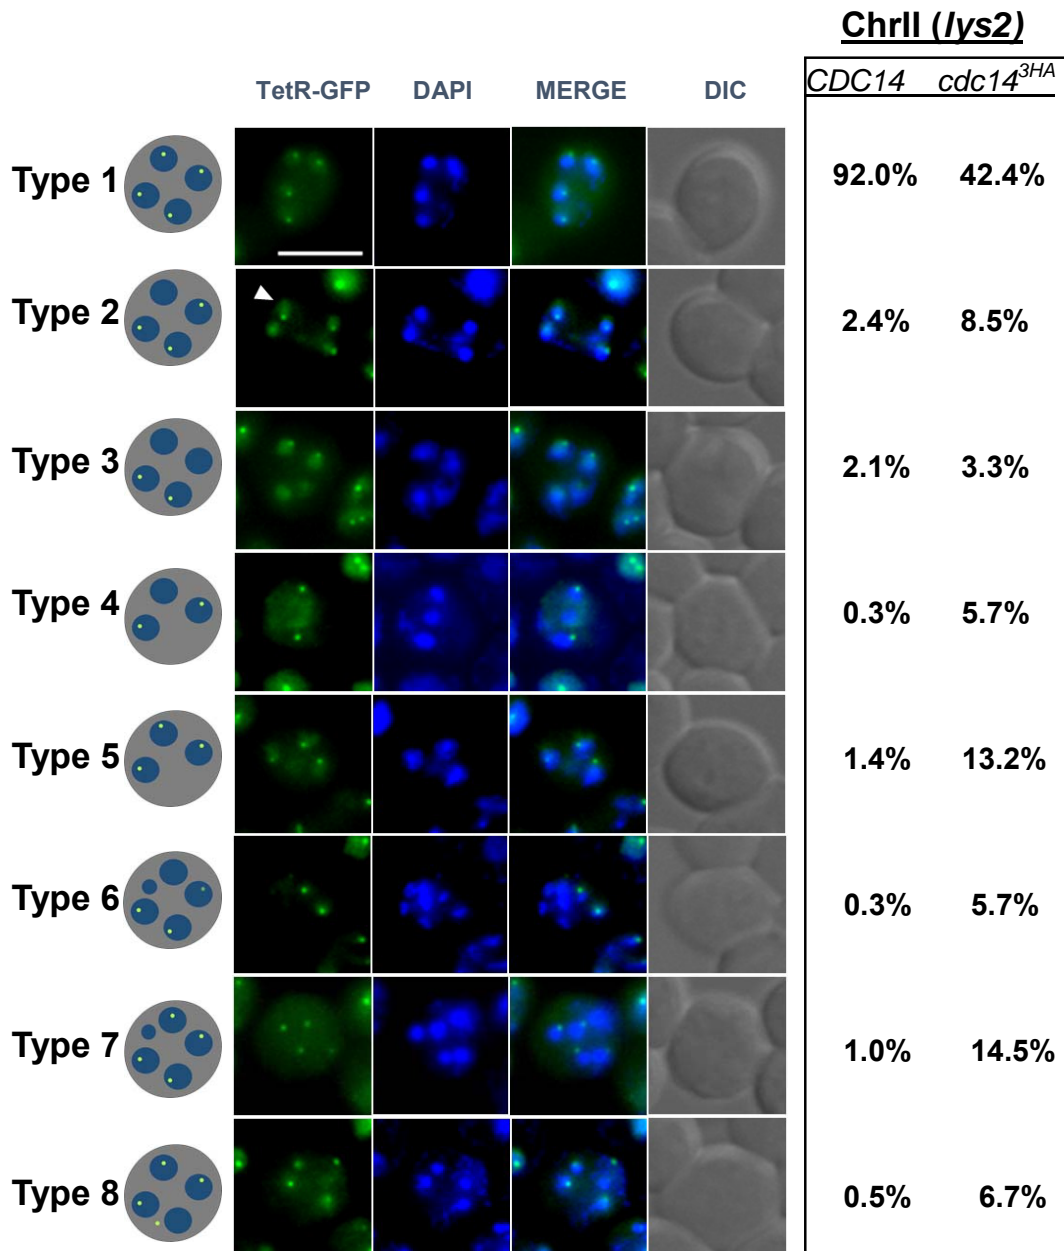 ChrII (lys2)
TetR-GFP DAPI MERGE DIC CDC14 cdc14^3HA
Type 1 92.0% 42.4%
Type 2 2.4% 8.5%
Type 3 2.1% 3.3%
Type 4 0.3% 5.7%
Type 5 1.4% 13.2%
Type 6 0.3% 5.7%
Type 7 1.0% 14.5%
Type 8 0.5% 6.7%